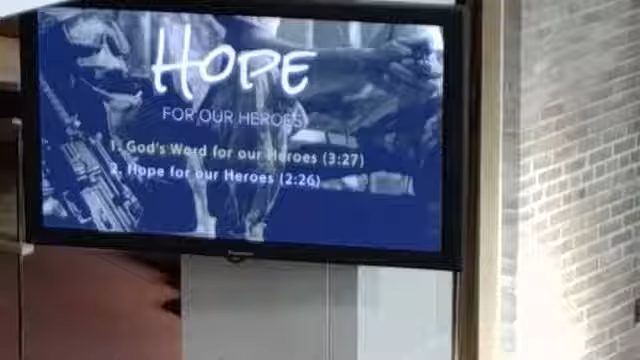 HOPE
FOR OUR HEROES
1. God's Word for our Heroes (3:27)
2. Hope for our Heroes (2:26)